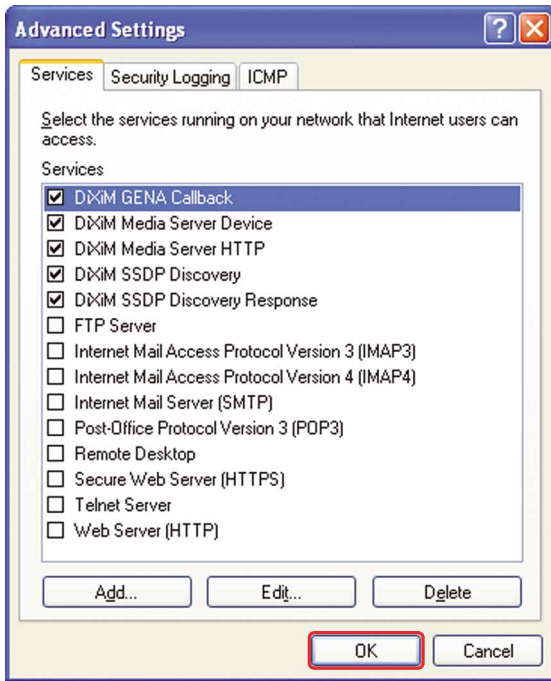 Advanced Settings
Services Security Logging ICMP
Select the services running on your network that Internet users can
access.
Services
DiXiM GENA Callback
DiXiM Media Server Device
DiXiM Media Server HTTP
DiXiM SSDP Discovery
DiXiM SSDP Discovery Response
FTP Server
Internet Mail Access Protocol Version 3 (IMAP3)
Internet Mail Access Protocol Version 4 (IMAP4)
Internet Mail Server (SMTP)
Post-Office Protocol Version 3 (POP3)
Remote Desktop
Secure Web Server (HTTPS)
Telnet Server
Web Server (HTTP)
Add... Edit... Delete
OK Cancel